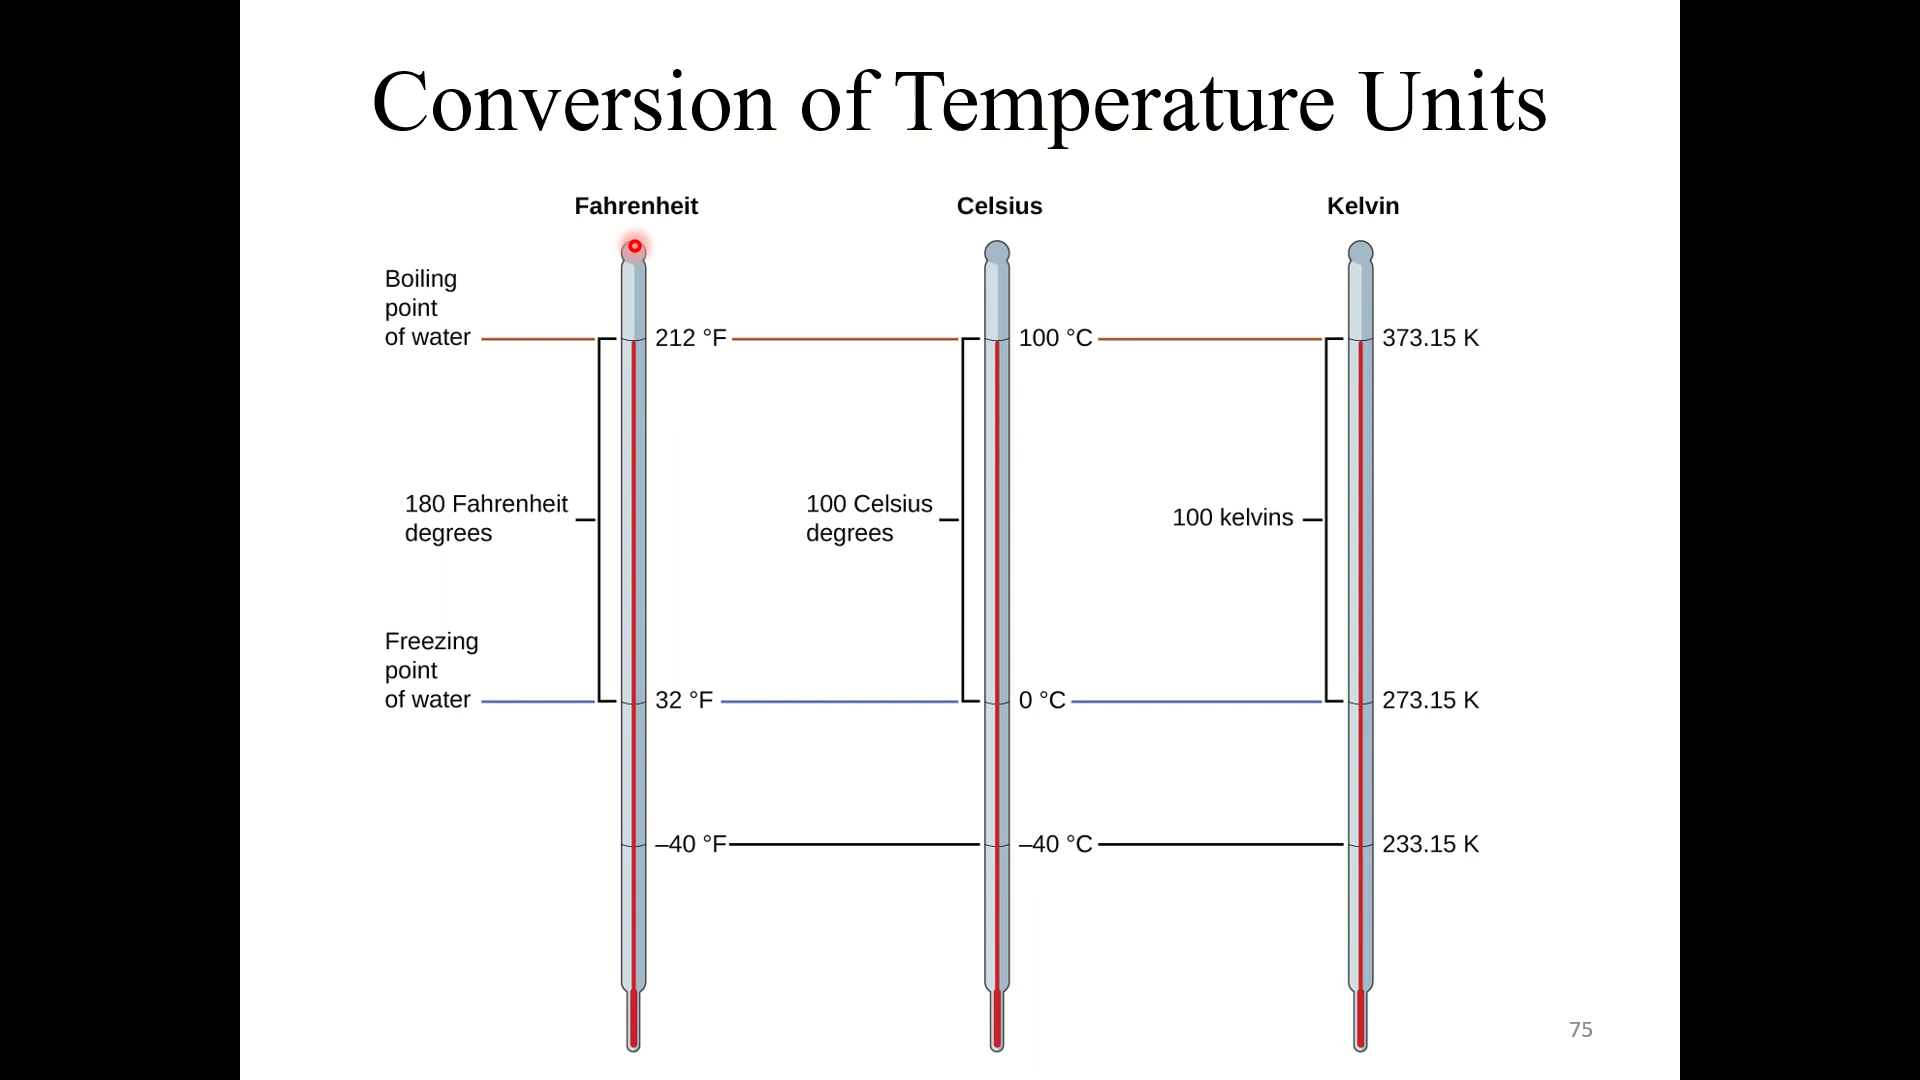 Conversion of Temperature Units
Fahrenheit
Celsius
Kelvin
Boiling
point
of water
212 °F
100 °C
373.15 K
180 Fahrenheit
degrees
100 Celsius
degrees
100 kelvins
Freezing
point
of water
32 °F
0 °C
273.15 K
–40 °F
–40 °C
233.15 K
75